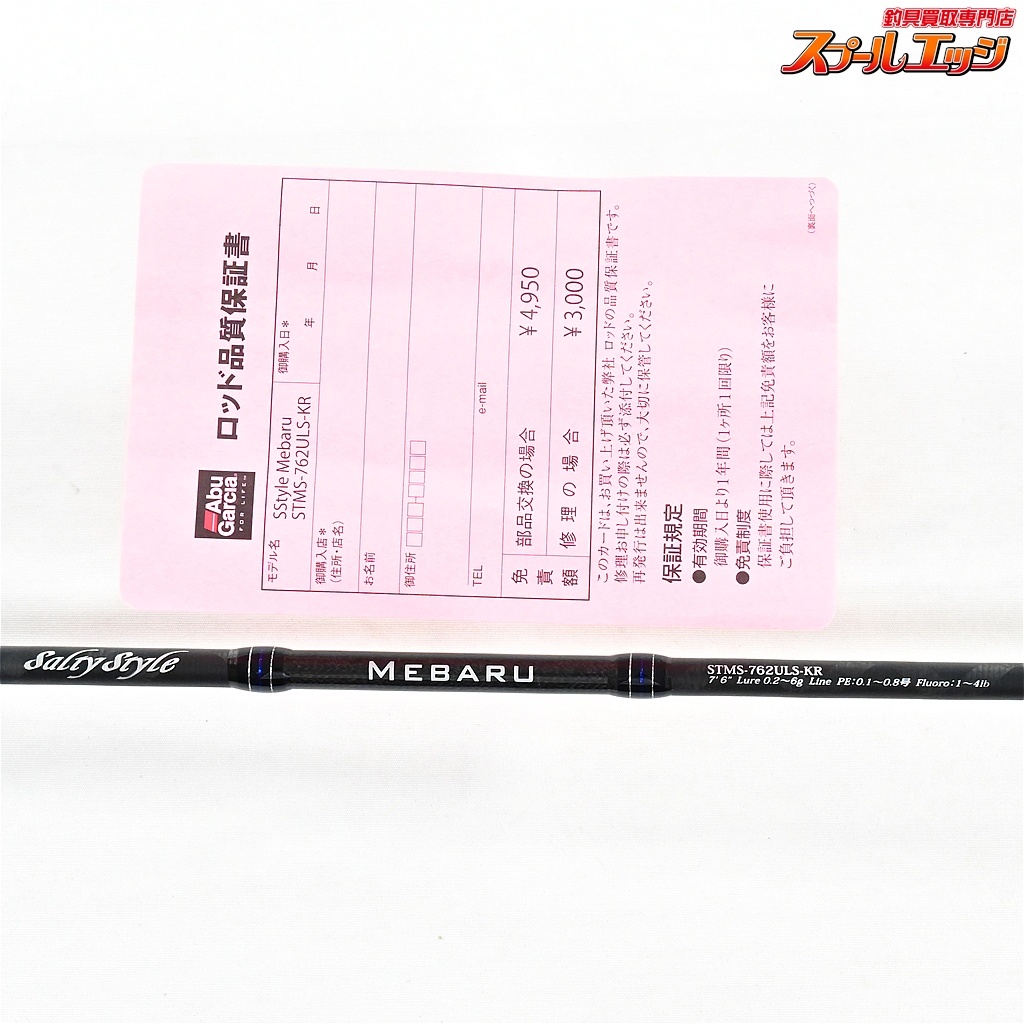 釣具買取専門店
スプールエッジ
Abu
Garcia
FOR LIFE
ロッド品質保証書
モデル名
SStyle Mebaru
STMS-762ULS-KR
御購入日*
年 月 日
御購入店*
(住所・店名)
お名前
御住所
TEL
e-mail
免責額
部品交換の場合 ¥4,950
修理の場合 ¥3,000
このカードは、お買い上げ頂いた弊社 ロッドの品質保証書です。
修理お申し付けの際は必ず添付してください。
再発行は出来ませんので、大切に保管してください。
保証規定
●有効期間
御購入日より1年間(1ヶ所1回限り)
●免責制度
保証書使用に際しては上記免責額をお客様に
ご負担して頂きます。
(裏面へつづく)
Salty Style
MEBARU
STMS-762ULS-KR
7'6" Lure 0.2～6g Line PE:0.1～0.8号 Fluoro:1～4lb